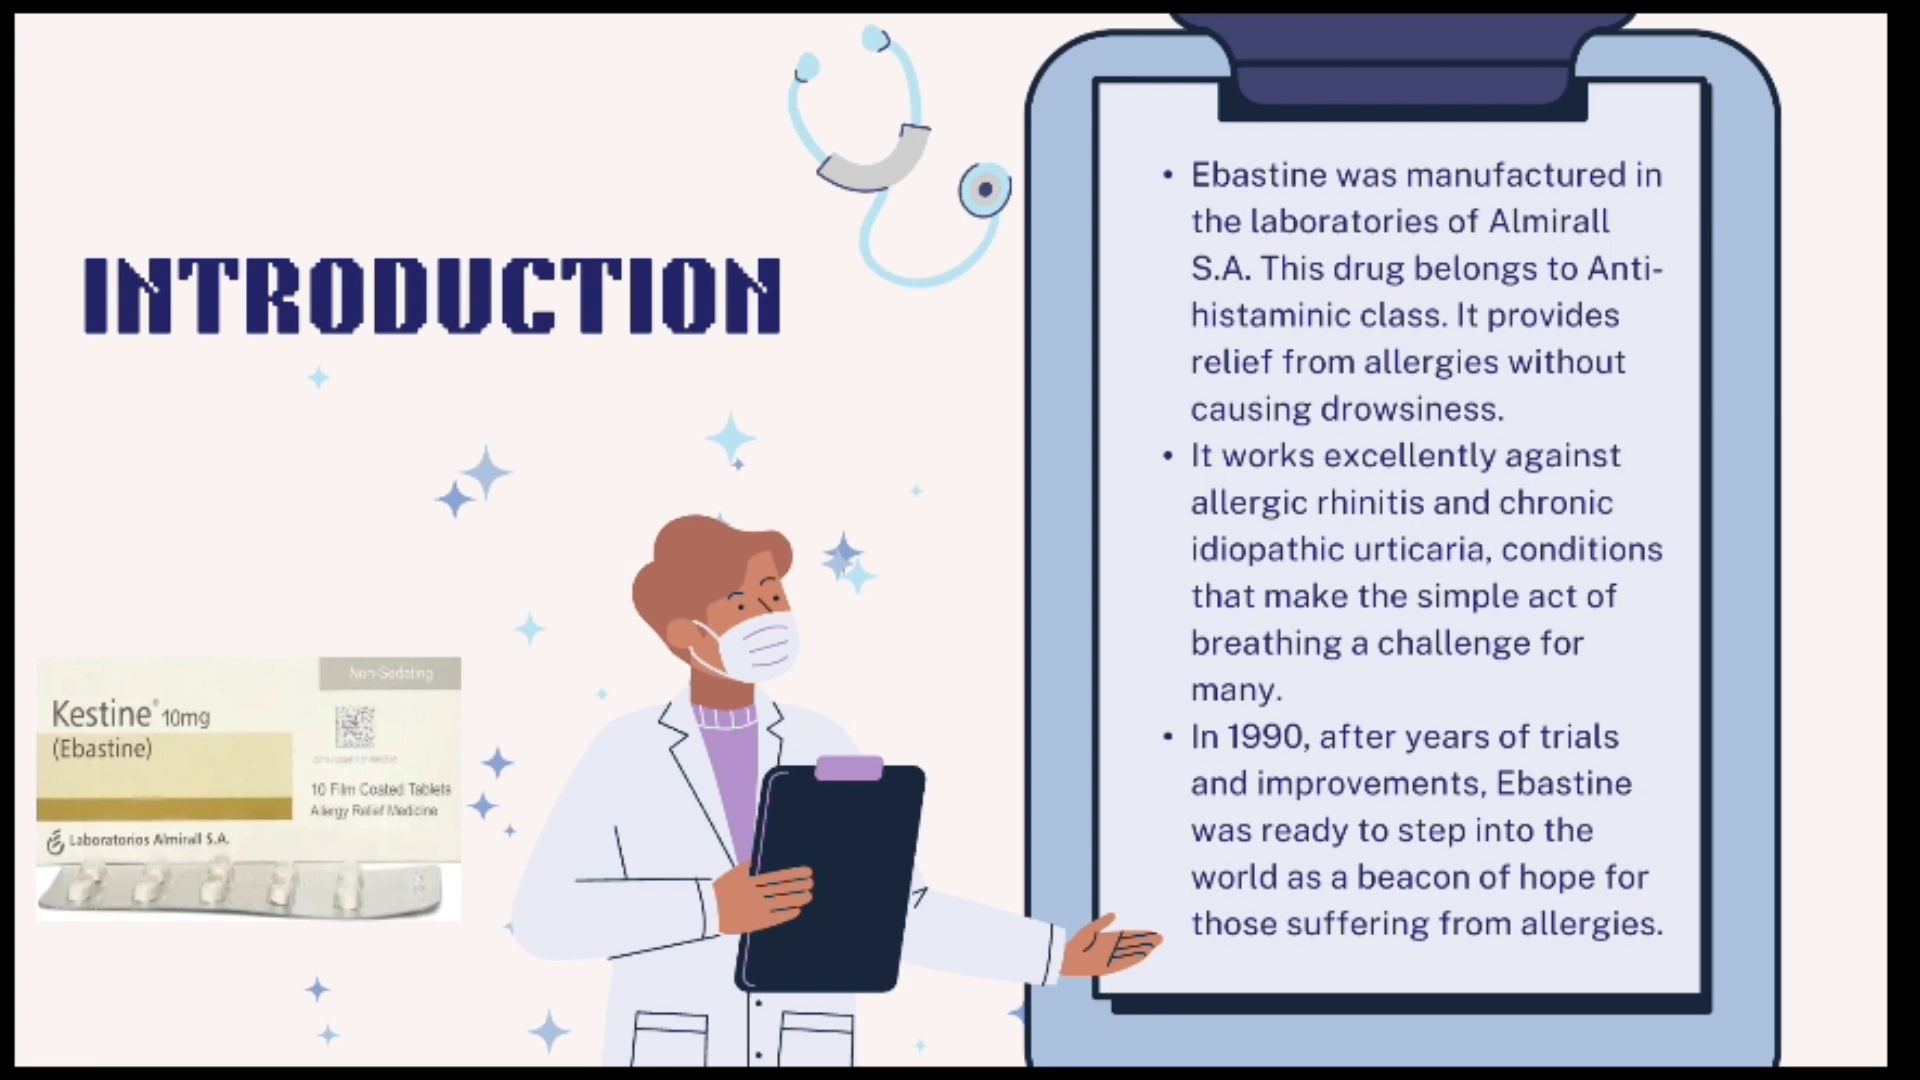 INTRODUCTION
• Ebastine was manufactured in
the laboratories of Almirall
S.A. This drug belongs to Anti-
histaminic class. It provides
relief from allergies without
causing drowsiness.
• It works excellently against
allergic rhinitis and chronic
idiopathic urticaria, conditions
that make the simple act of
breathing a challenge for
many.
• In 1990, after years of trials
and improvements, Ebastine
was ready to step into the
world as a beacon of hope for
those suffering from allergies.
Non-Sedating
Kestine® 10mg
(Ebastine)
10 Film Coated Tablets
Allergy Relief Medicine
Laboratorios Almirall S.A.